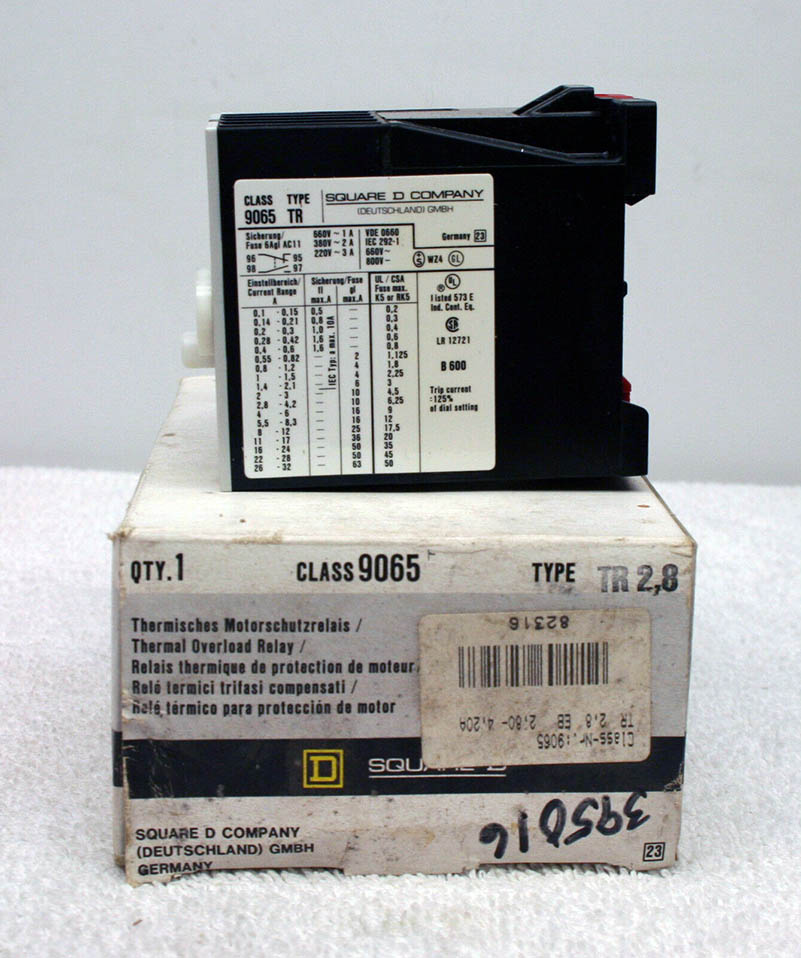 CLASS TYPE
9065 TR
SQUARE D COMPANY
(DEUTSCHLAND) GMBH
Sicherung/
Fuse 6Agl AC11
660V ~ 1 A
380V ~ 2 A
220V ~ 3 A
VDE 0660
IEC 292-1
660V~
800V-
Germany 23
96 95
98 97
S WZ4 GL
Einstellbereich/
Current Range
A
Sicherung/Fuse
fl gl
max.A max.A
UL / CSA
Fuse max.
K5 or RK5
IEC Typ: a max. 10A
0,1 - 0,15 0,5 — 0,2
0,14 - 0,21 0,8 — 0,3
0,2 - 0,3 1,0 — 0,4
0,28 - 0,42 1,6 — 0,6
0,4 - 0,6 1,6 — 0,8
0,55 - 0,82 2 1,125
0,8 - 1,2 4 1,8
1 - 1,5 4 2,25
1,4 - 2,1 6 3
2 - 3 10 4,5
2,8 - 4,2 10 6,25
4 - 6 16 9
5,5 - 8,3 16 12
8 - 12 25 17,5
11 - 17 36 20
16 - 24 50 35
22 - 28 50 45
26 - 32 63 50
UL ®
listed 573 E
Ind. Cont. Eq.
LR 12721
B 600
Trip current
:125%
of dial setting
QTY. 1 CLASS 9065 TYPE TR 2,8
Thermisches Motorschutzrelais /
Thermal Overload Relay /
Relais thermique de protection de moteur/
Relé termici trifasi compensati /
Relé térmico para protección de motor
Class-Nr.:9065
TR 2,8 EB 2,80- 4,20A
82316
D SQUARE D
SQUARE D COMPANY
(DEUTSCHLAND) GMBH
GERMANY
395016
23